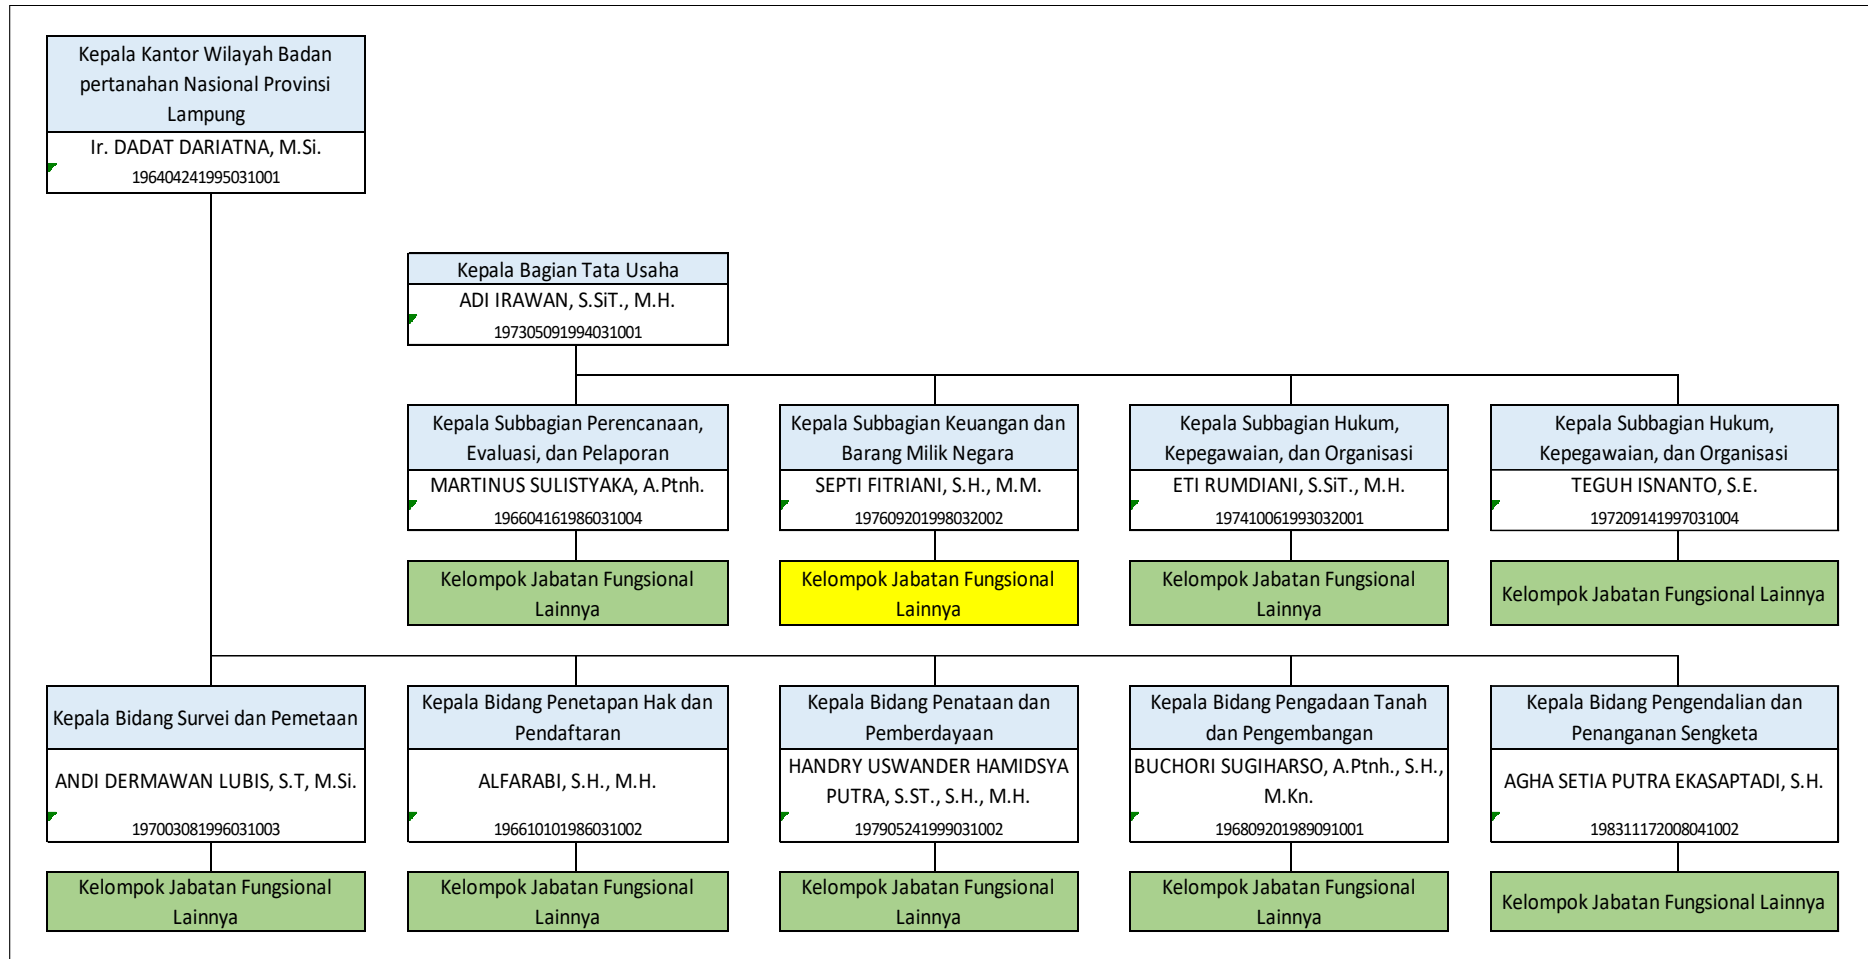 Kepala Kantor Wilayah Badan
pertanahan Nasional Provinsi
Lampung
Ir. DADAT DARIATNA, M.Si.
196404241995031001
Kepala Bagian Tata Usaha
ADI IRAWAN, S.SiT., M.H.
197305091994031001
Kepala Subbagian Perencanaan,
Evaluasi, dan Pelaporan
MARTINUS SULISTYAKA, A.Ptnh.
196604161986031004
Kelompok Jabatan Fungsional
Lainnya
Kepala Subbagian Keuangan dan
Barang Milik Negara
SEPTI FITRIANI, S.H., M.M.
197609201998032002
Kelompok Jabatan Fungsional
Lainnya
Kepala Subbagian Hukum,
Kepegawaian, dan Organisasi
ETI RUMDIANI, S.SiT., M.H.
197410061993032001
Kelompok Jabatan Fungsional
Lainnya
Kepala Subbagian Hukum,
Kepegawaian, dan Organisasi
TEGUH ISNANTO, S.E.
197209141997031004
Kelompok Jabatan Fungsional Lainnya
Kepala Bidang Survei dan Pemetaan
ANDI DERMAWAN LUBIS, S.T, M.Si.
197003081996031003
Kelompok Jabatan Fungsional
Lainnya
Kepala Bidang Penetapan Hak dan
Pendaftaran
ALFARABI, S.H., M.H.
196610101986031002
Kelompok Jabatan Fungsional
Lainnya
Kepala Bidang Penataan dan
Pemberdayaan
HANDRY USWANDER HAMIDSYA
PUTRA, S.ST., S.H., M.H.
197905241999031002
Kelompok Jabatan Fungsional
Lainnya
Kepala Bidang Pengadaan Tanah
dan Pengembangan
BUCHORI SUGIHARSO, A.Ptnh., S.H.,
M.Kn.
196809201989091001
Kelompok Jabatan Fungsional
Lainnya
Kepala Bidang Pengendalian dan
Penanganan Sengketa
AGHA SETIA PUTRA EKASAPTADI, S.H.
198311172008041002
Kelompok Jabatan Fungsional Lainnya